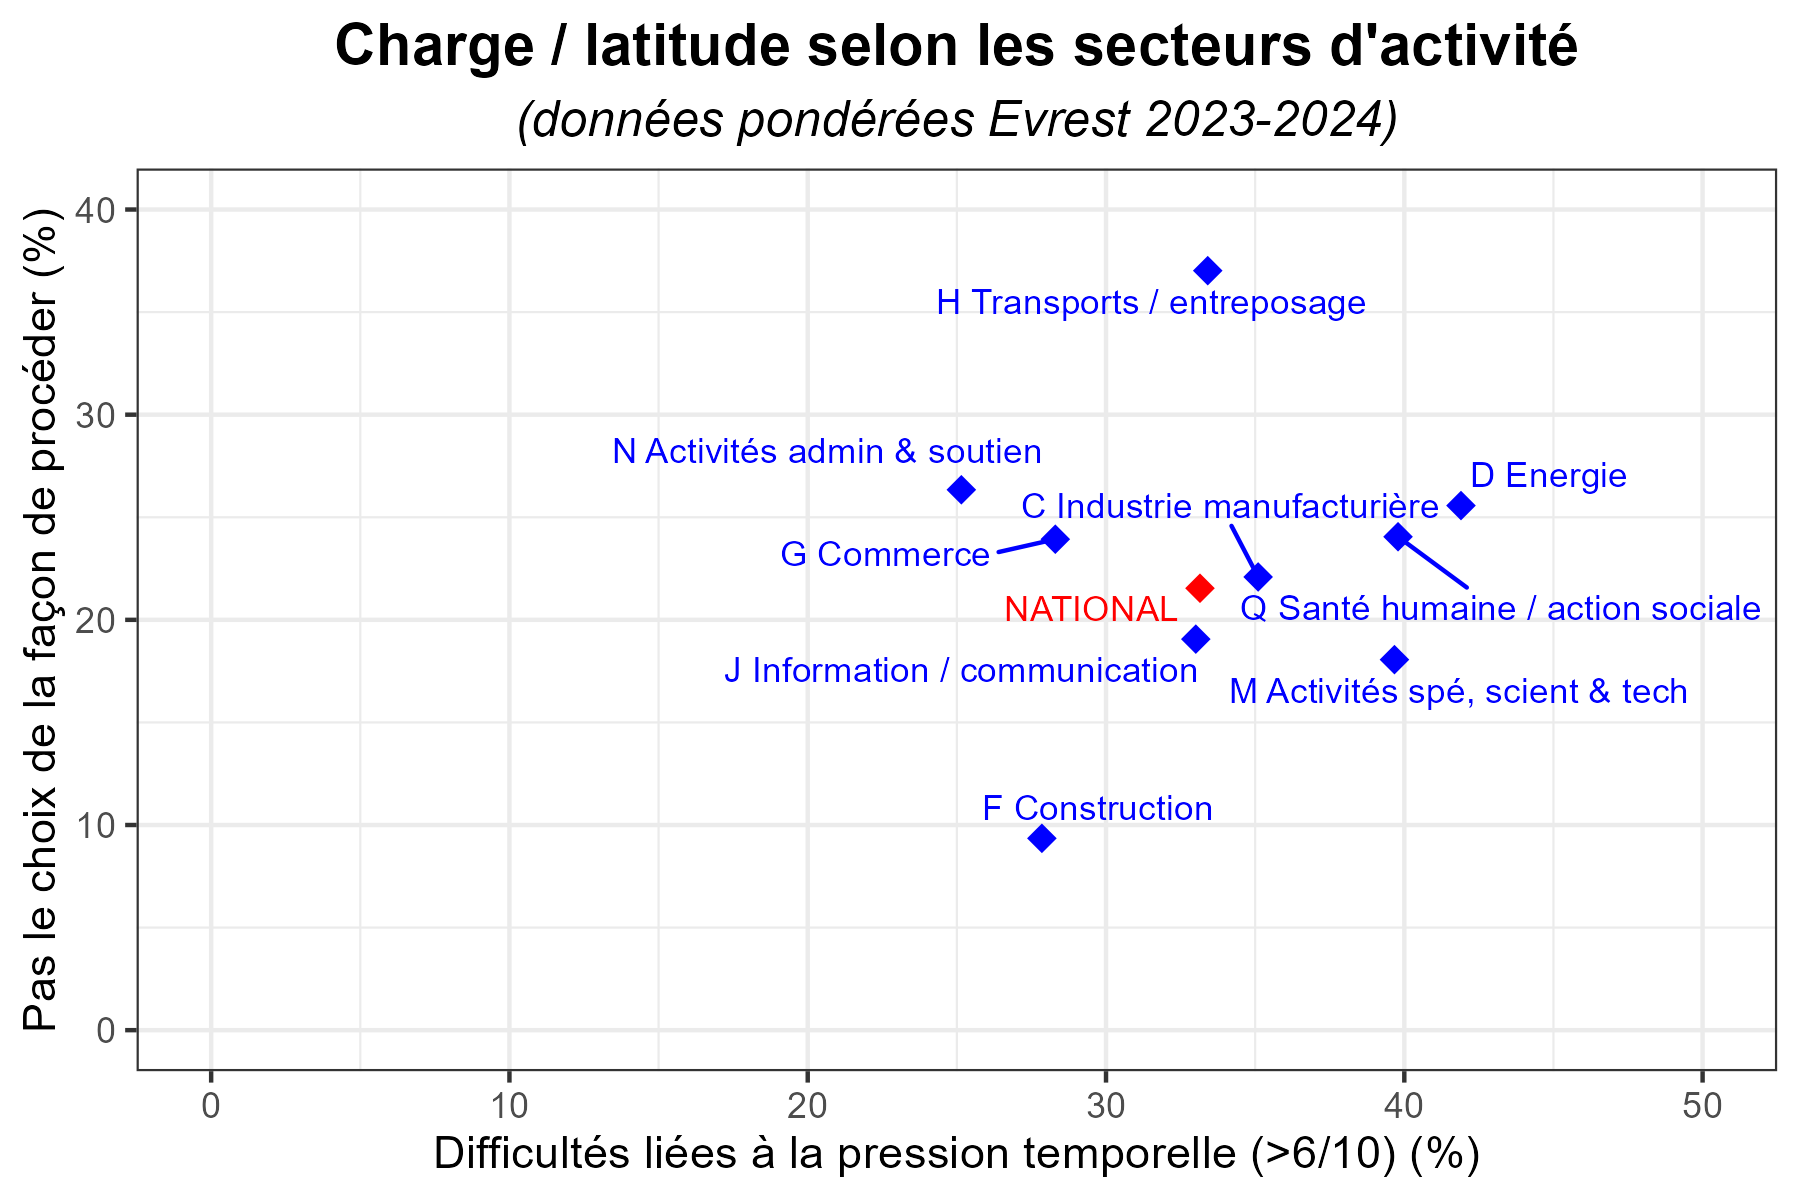 Charge / latitude selon les secteurs d'activité
(données pondérées Evrest 2023-2024)
Pas le choix de la façon de procéder (%)
40
30
20
10
0
H Transports / entreposage
N Activités admin & soutien
D Energie
C Industrie manufacturière
G Commerce
NATIONAL
Q Santé humaine / action sociale
J Information / communication
M Activités spé, scient & tech
F Construction
0
10
20
30
40
50
Difficultés liées à la pression temporelle (>6/10) (%)